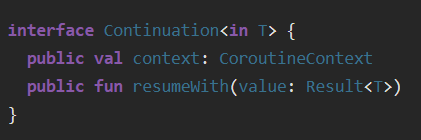 interface Continuation<in T> {
  public val context: CoroutineContext
  public fun resumeWith(value: Result<T>)
}